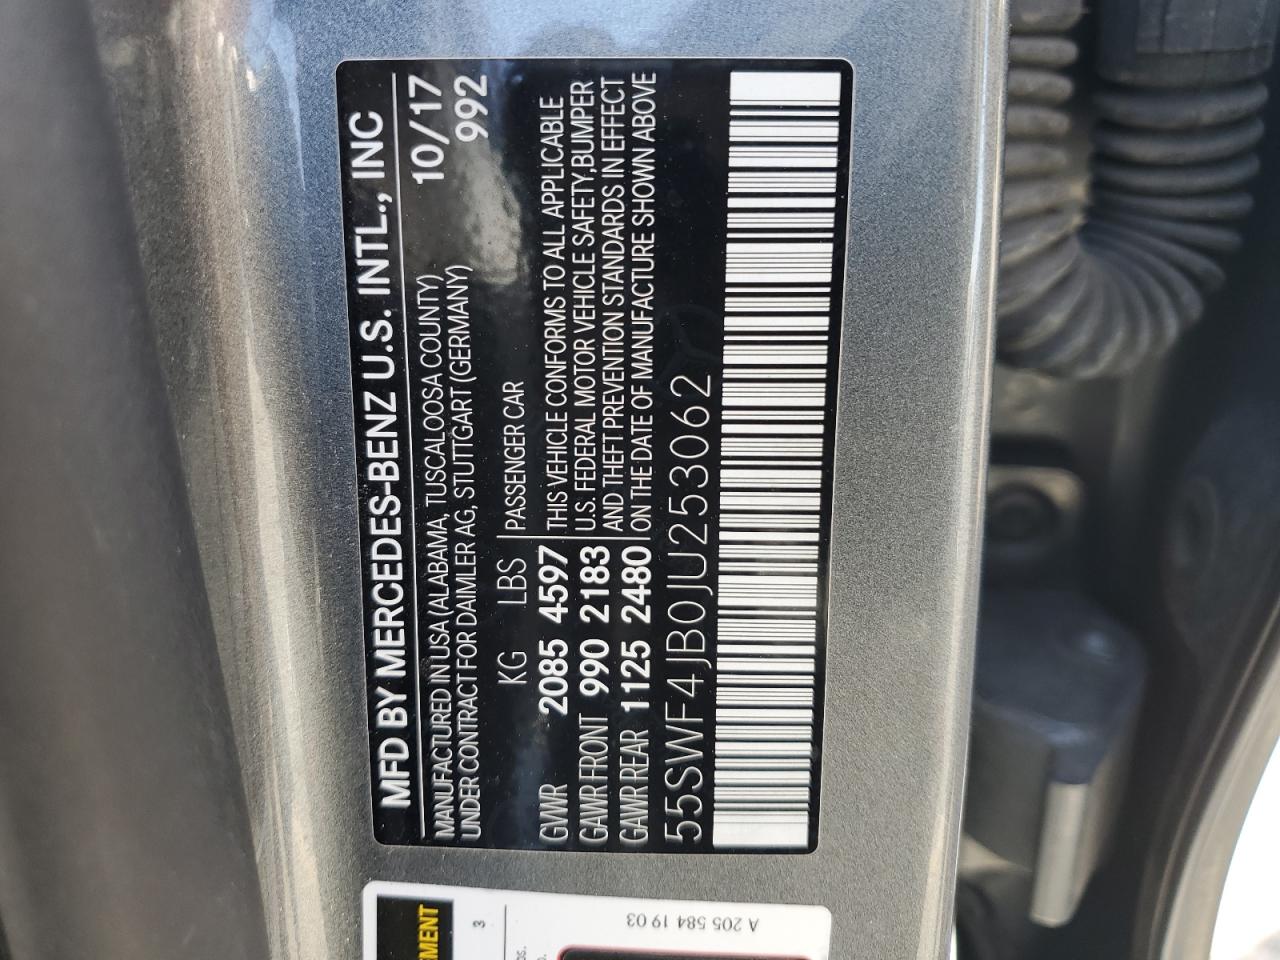 MFD BY MERCEDES-BENZ U.S. INTL., INC
MANUFACTURED IN USA (ALABAMA, TUSCALOOSA COUNTY) 10/17
UNDER CONTRACT FOR DAIMLER AG, STUTTGART (GERMANY) 992
KG LBS PASSENGER CAR
GVWR 2085 4597 THIS VEHICLE CONFORMS TO ALL APPLICABLE
GAWR FRONT 990 2183 U.S. FEDERAL MOTOR VEHICLE SAFETY,BUMPER
AND THEFT PREVENTION STANDARDS IN EFFECT
GAWR REAR 1125 2480 ON THE DATE OF MANUFACTURE SHOWN ABOVE
55SWF4JB0JU253062
3
A 205 584 19 03